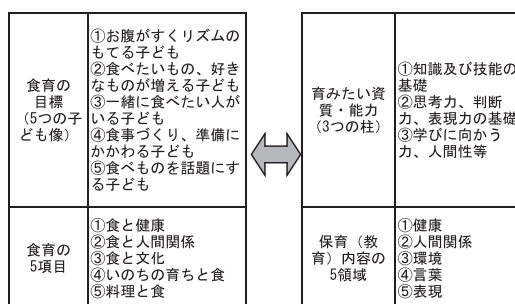 食育の
目標
(5つの子
ども像)
①お腹がすくリズムの
もてる子ども
②食べたいもの、好き
なものが増える子ども
③一緒に食べたい人が
いる子ども
④食事づくり、準備に
かかわる子ども
⑤食べものを話題にす
る子ども
食育の
5項目
①食と健康
②食と人間関係
③食と文化
④いのちの育ちと食
⑤料理と食
育みたい資
質・能力
(3つの柱)
①知識及び技能の
基礎
②思考力、判断
力、表現力の基礎
③学びに向かう
力、人間性等
保育(教
育)内容の
5領域
①健康
②人間関係
③環境
④言葉
⑤表現